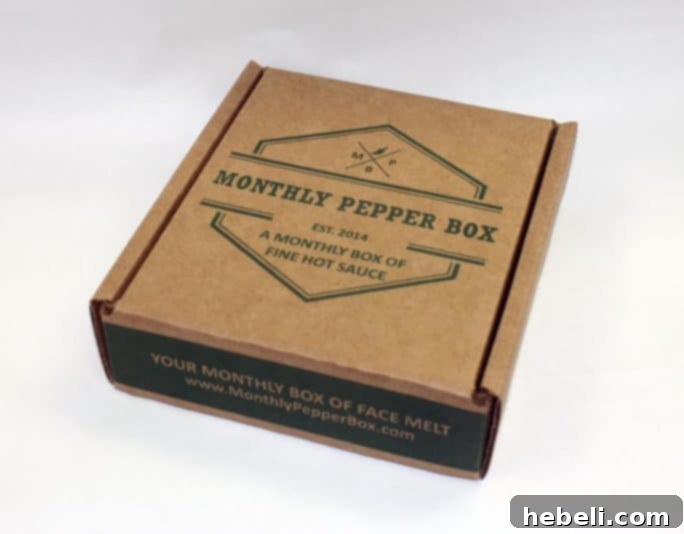 M P
B
MONTHLY PEPPER BOX
EST. 2014
A MONTHLY BOX OF
FINE HOT SAUCE
YOUR MONTHLY BOX OF FACE MELT
www.MonthlyPepperBox.com
hebeli.com